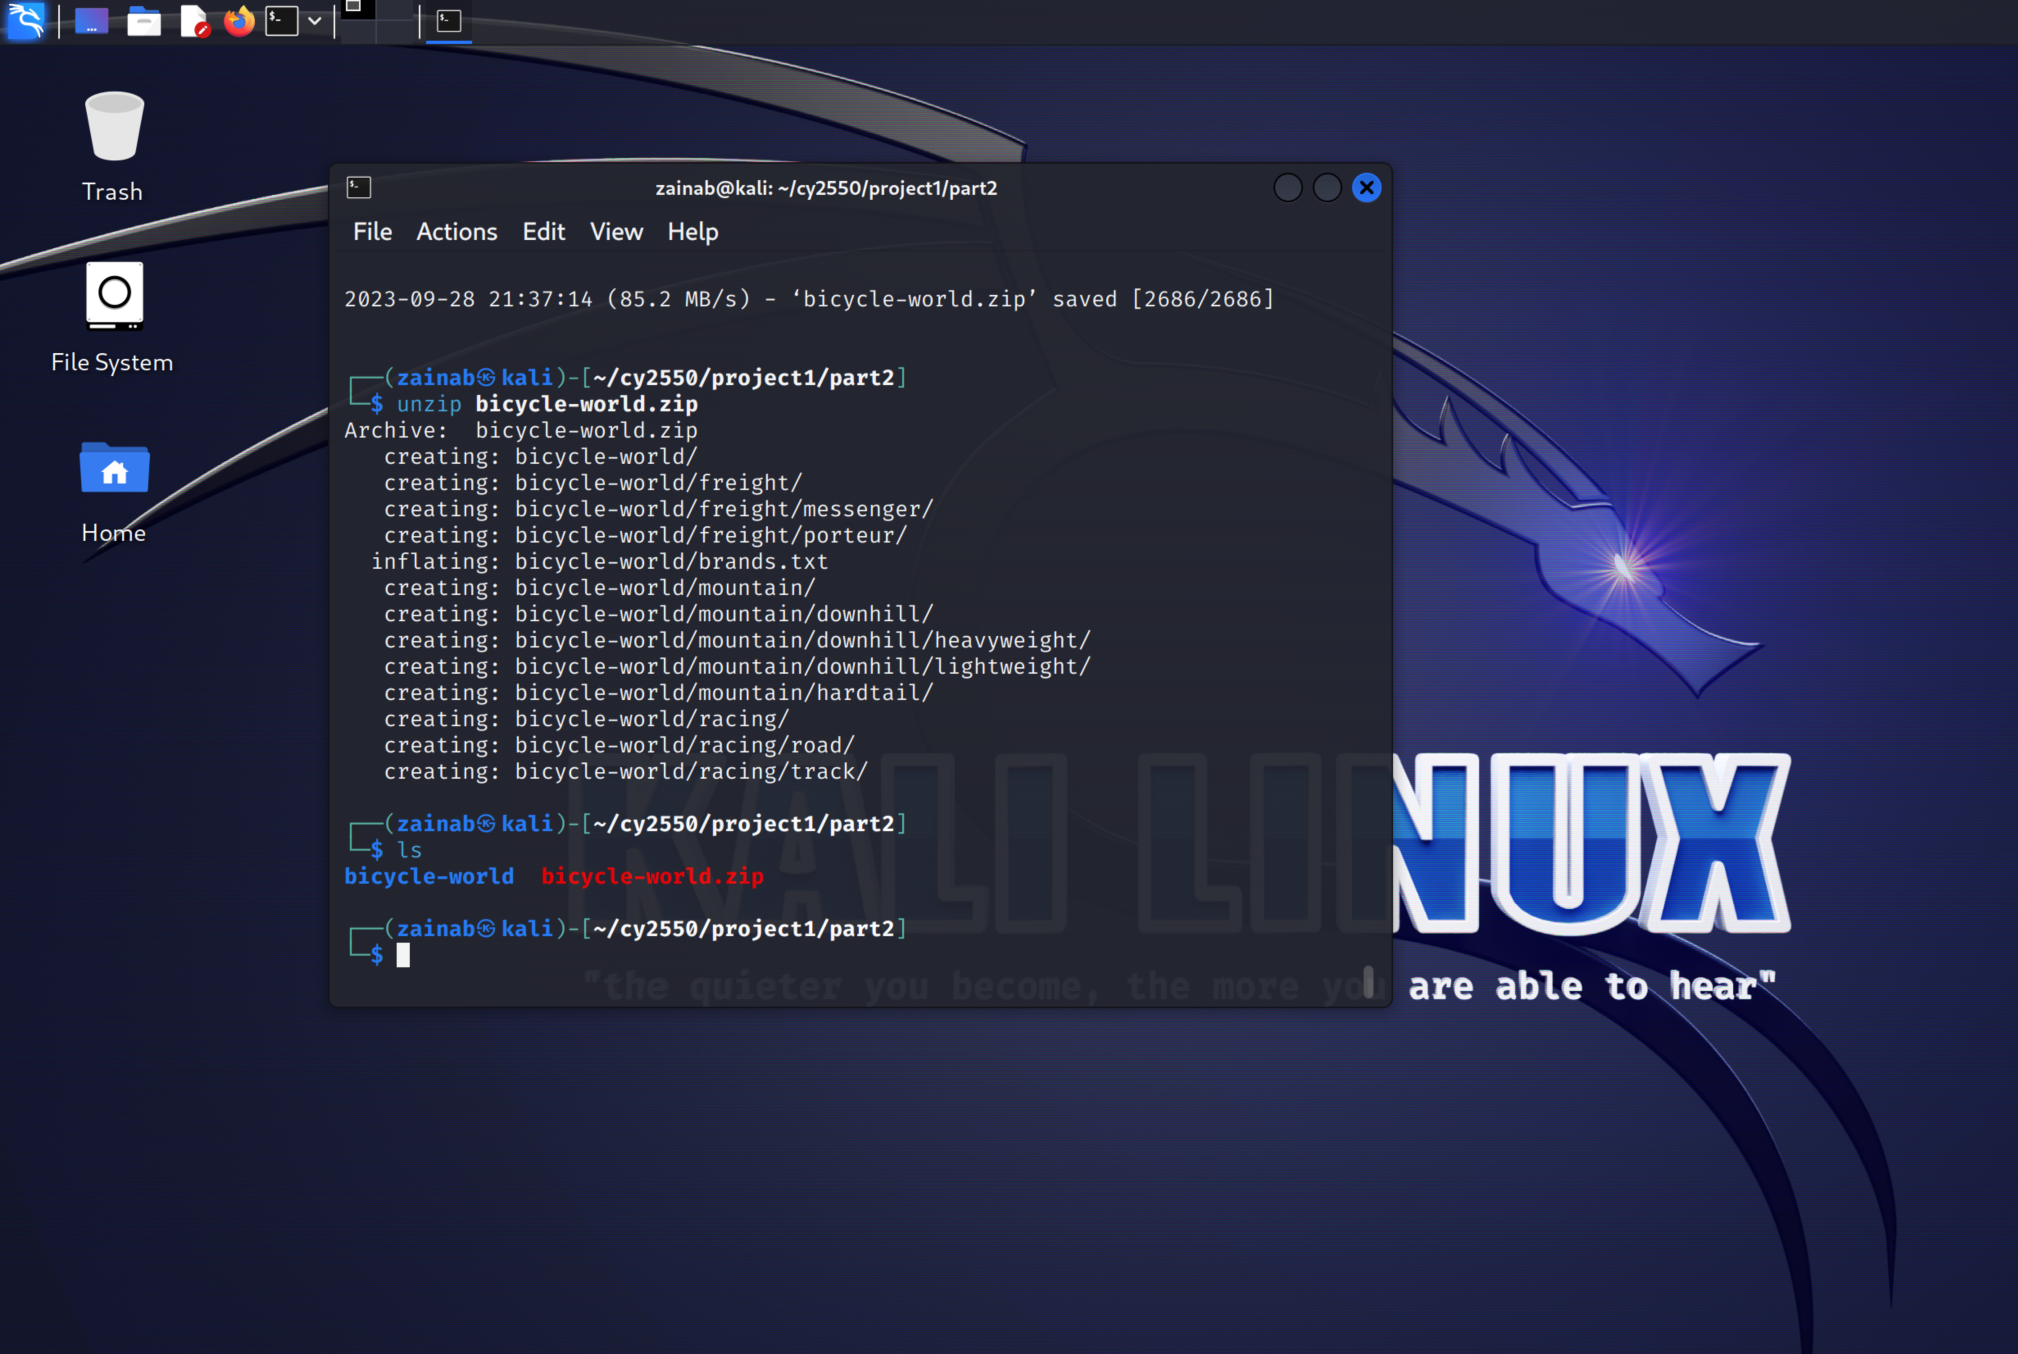 Trash
File System
Home
zainab@kali: ~/cy2550/project1/part2
File Actions Edit View Help
2023-09-28 21:37:14 (85.2 MB/s) - ‘bicycle-world.zip’ saved [2686/2686]
┌──(zainab㉿kali)-[~/cy2550/project1/part2]
└─$ unzip bicycle-world.zip
Archive:  bicycle-world.zip
   creating: bicycle-world/
   creating: bicycle-world/freight/
   creating: bicycle-world/freight/messenger/
   creating: bicycle-world/freight/porteur/
  inflating: bicycle-world/brands.txt
   creating: bicycle-world/mountain/
   creating: bicycle-world/mountain/downhill/
   creating: bicycle-world/mountain/downhill/heavyweight/
   creating: bicycle-world/mountain/downhill/lightweight/
   creating: bicycle-world/mountain/hardtail/
   creating: bicycle-world/racing/
   creating: bicycle-world/racing/road/
   creating: bicycle-world/racing/track/
┌──(zainab㉿kali)-[~/cy2550/project1/part2]
└─$ ls
bicycle-world  bicycle-world.zip
┌──(zainab㉿kali)-[~/cy2550/project1/part2]
└─$
KALI LINUX
"the quieter you become, the more you are able to hear"